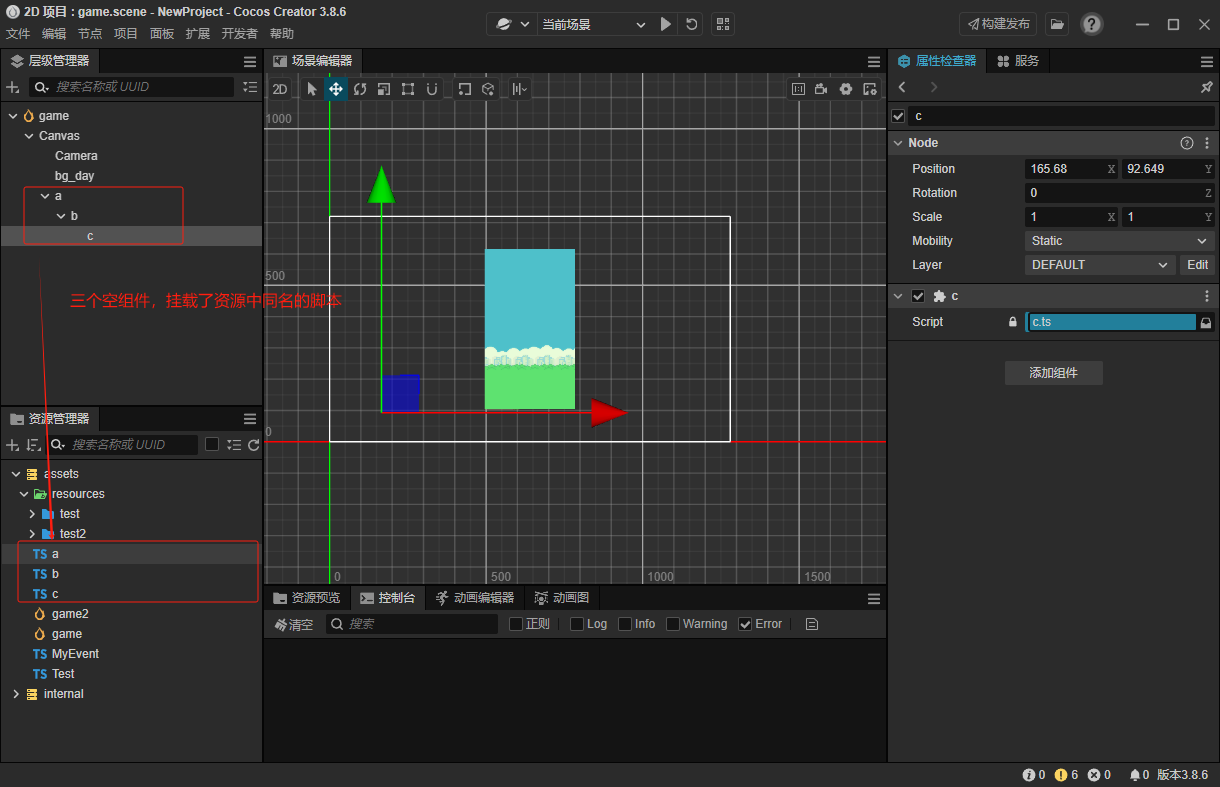 2D 项目 : game.scene - NewProject - Cocos Creator 3.8.6
文件 编辑 节点 项目 面板 扩展 开发者 帮助
当前场景
构建发布
层级管理器
搜索名称或 UUID
game
Canvas
Camera
bg_day
a
b
c
三个空组件，挂载了资源中同名的脚本
资源管理器
搜索名称或 UUID
assets
resources
test
test2
TS a
TS b
TS c
game2
game
TS MyEvent
TS Test
internal
场景编辑器
2D
1000
500
0
0 500 1000 1500
资源预览 控制台 动画编辑器 动画图
清空 搜索 正则 Log Info Warning Error
属性检查器 服务
c
Node
Position 165.68 X 92.649 Y
Rotation 0 Z
Scale 1 X 1 Y
Mobility Static
Layer DEFAULT Edit
c
Script c.ts
添加组件
0 6 0 0 版本3.8.6